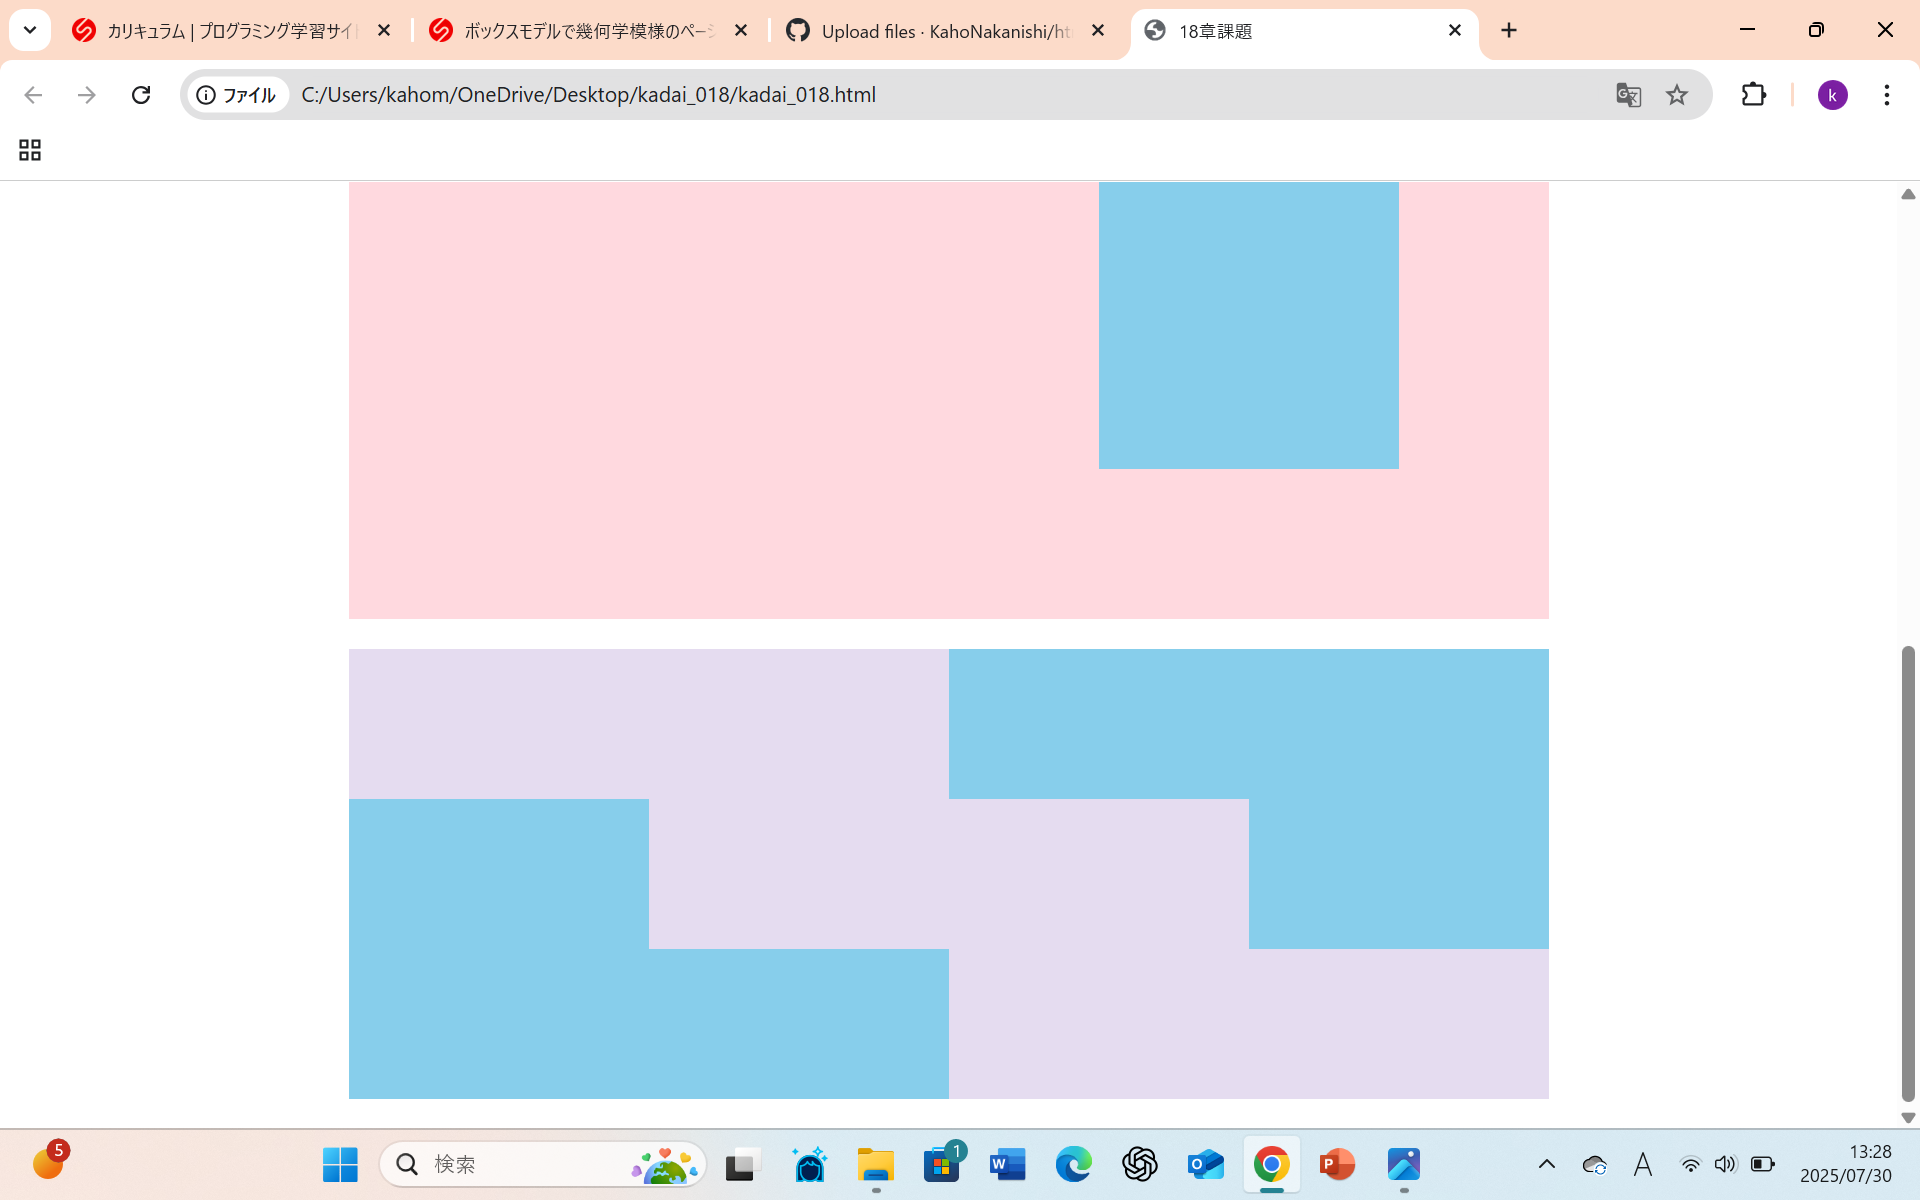 カリキュラム | プログラミング学習サイト
ボックスモデルで幾何学模様のページ
Upload files · KahoNakanishi/ht
18章課題
ファイル
C:/Users/kahom/OneDrive/Desktop/kadai_018/kadai_018.html
k
5
検索
1
W
O
P
A
13:28
2025/07/30